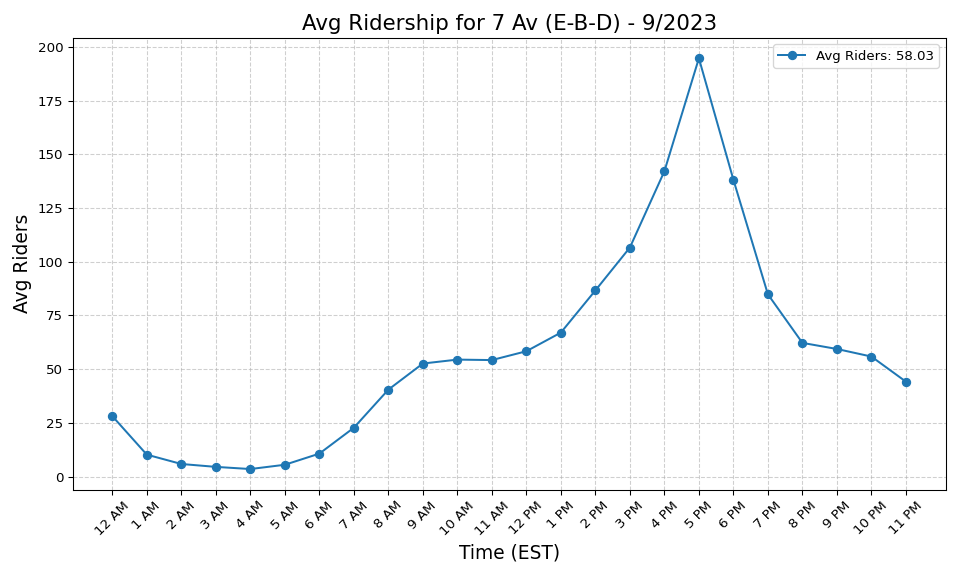 Avg Ridership for 7 Av (E-B-D) - 9/2023
Avg Riders: 58.03
Avg Riders
200
175
150
125
100
75
50
25
0
12 AM
1 AM
2 AM
3 AM
4 AM
5 AM
6 AM
7 AM
8 AM
9 AM
10 AM
11 AM
12 PM
1 PM
2 PM
3 PM
4 PM
5 PM
6 PM
7 PM
8 PM
9 PM
10 PM
11 PM
Time (EST)